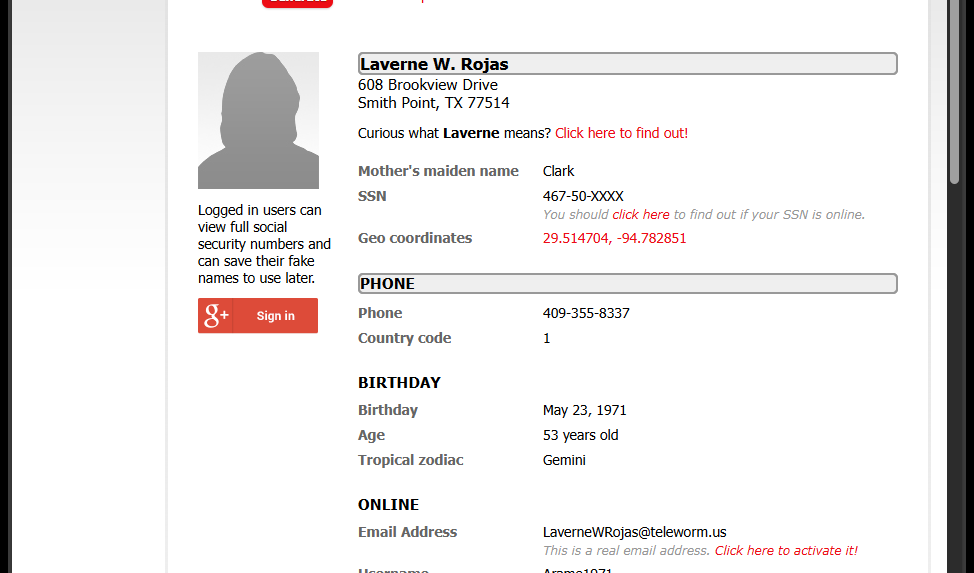 Laverne W. Rojas
608 Brookview Drive
Smith Point, TX 77514
Curious what Laverne means? Click here to find out!
Mother's maiden name Clark
SSN 467-50-XXXX
You should click here to find out if your SSN is online.
Geo coordinates 29.514704, -94.782851
Logged in users can
view full social
security numbers and
can save their fake
names to use later.
g+ Sign in
PHONE
Phone 409-355-8337
Country code 1
BIRTHDAY
Birthday May 23, 1971
Age 53 years old
Tropical zodiac Gemini
ONLINE
Email Address LaverneWRojas@teleworm.us
This is a real email address. Click here to activate it!
Username Arame1971